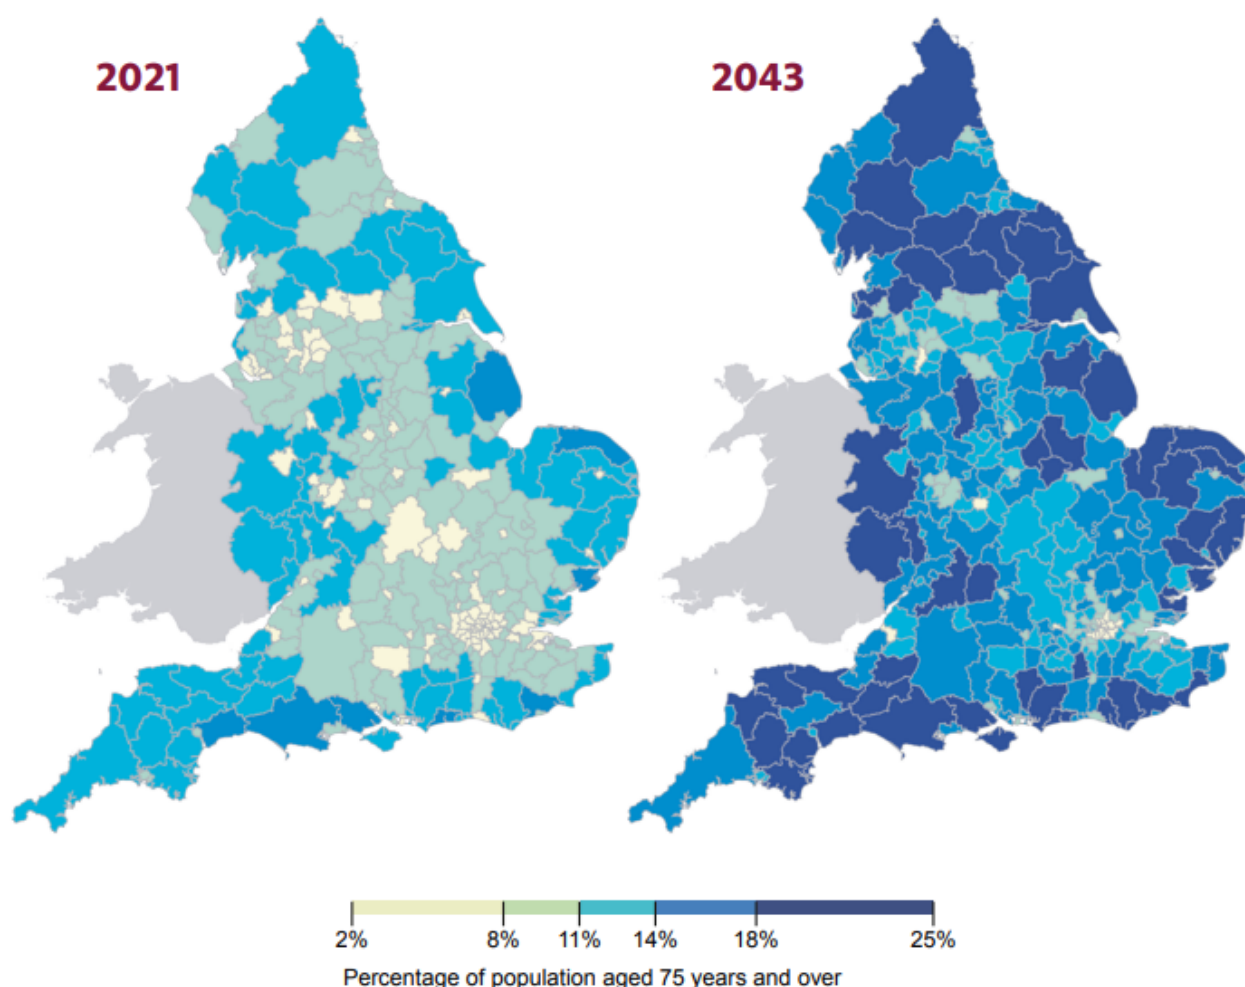 2021
2043
2% 8% 11% 14% 18% 25%
Percentage of population aged 75 years and over